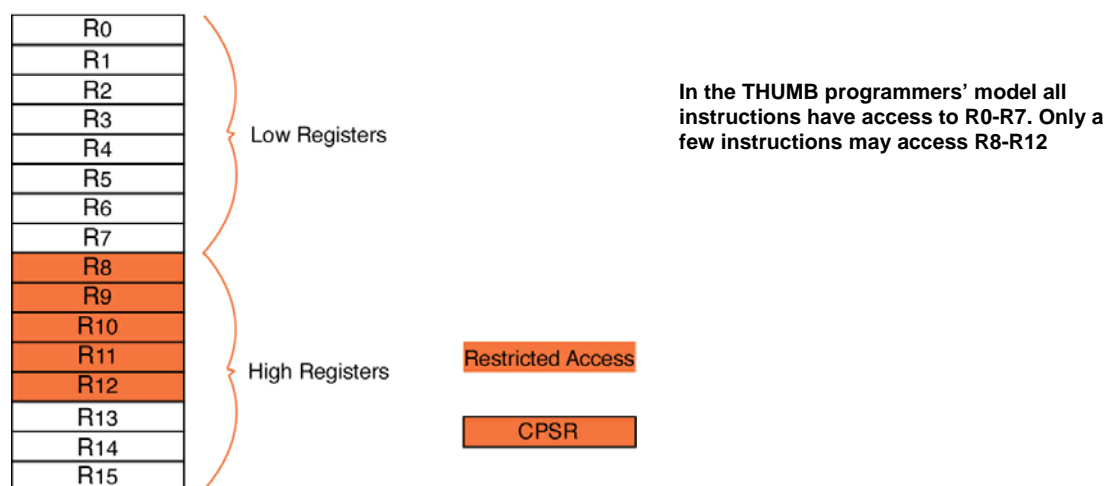 R0
R1
R2
R3
R4
R5
R6
R7
R8
R9
R10
R11
R12
R13
R14
R15
Low Registers
High Registers
Restricted Access
CPSR
In the THUMB programmers’ model all
instructions have access to R0-R7. Only a
few instructions may access R8-R12